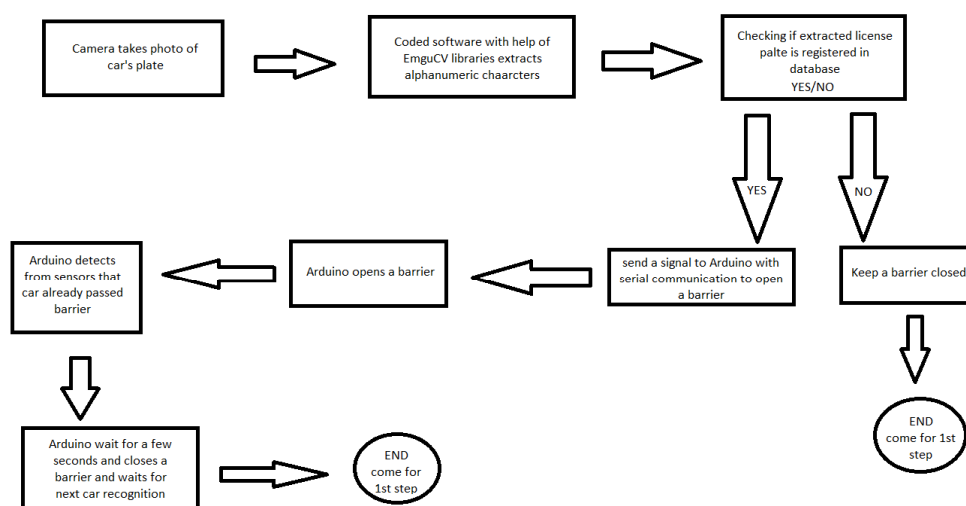 Camera takes photo of
car's plate
Coded software with help of
EmguCV libraries extracts
alphanumeric chaarcters
Checking if extracted license
palte is registered in
database
YES/NO
YES
NO
Arduino detects
from sensors that
car already passed
barrier
Arduino opens a barrier
send a signal to Arduino with
serial communication to open
a barrier
Keep a barrier closed
Arduino wait for a few
seconds and closes a
barrier and waits for
next car recognition
END
come for
1st step
END
come for 1st
step